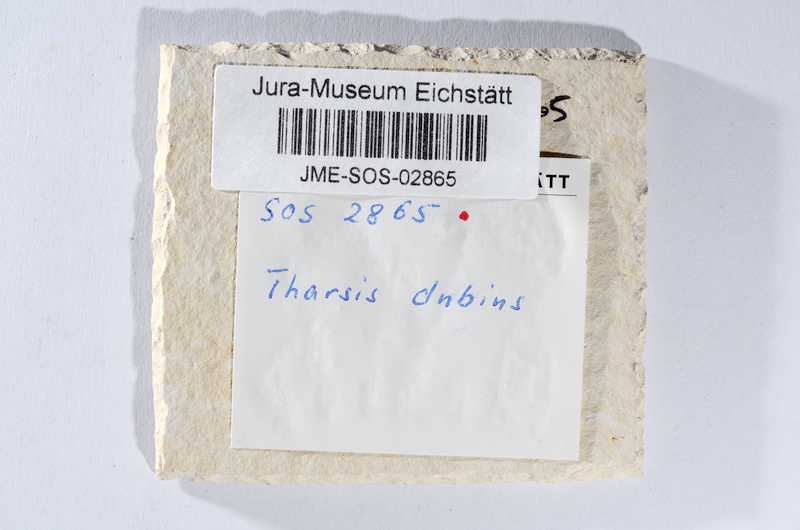 Jura-Museum Eichstätt
JME-SOS-02865
ÄTT
SOS 2865
Tharsis dubius